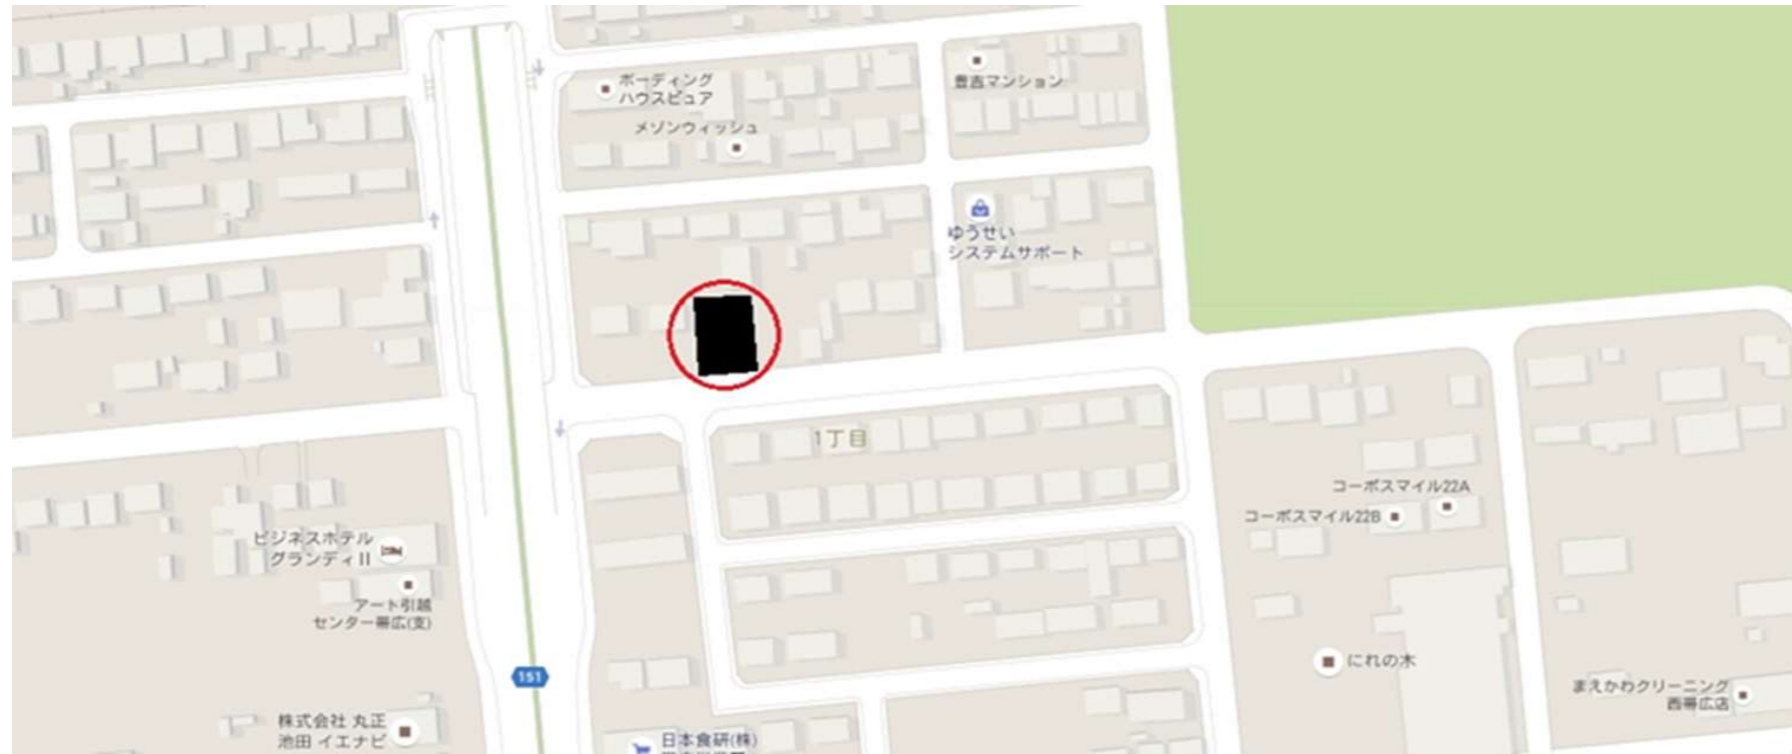 ボーディング
ハウスピュア
メゾンウィッシュ
豊吉マンション
ゆうせい
システムサポート
1丁目
コーポスマイル22A
コーポスマイル22B
ビジネスホテル
グランディⅡ
アート引越
センター帯広(支)
151
にれの木
まえかわクリーニング
西帯広店
株式会社 丸正
池田 イエナビ
日本食研(株)